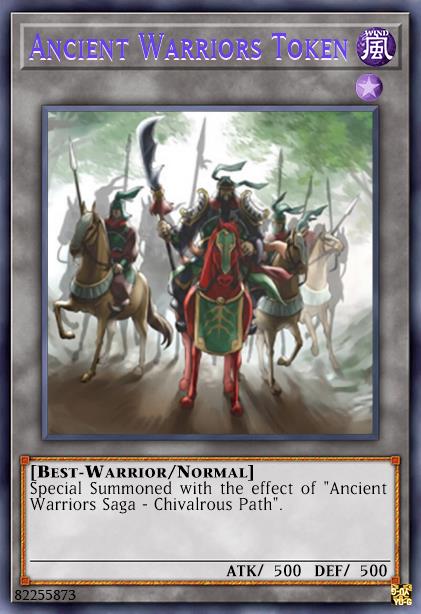 Ancient Warriors Token
WIND
風
[Best-Warrior/Normal]
Special Summoned with the effect of "Ancient
Warriors Saga - Chivalrous Path".
ATK/ 500 DEF/ 500
82255873